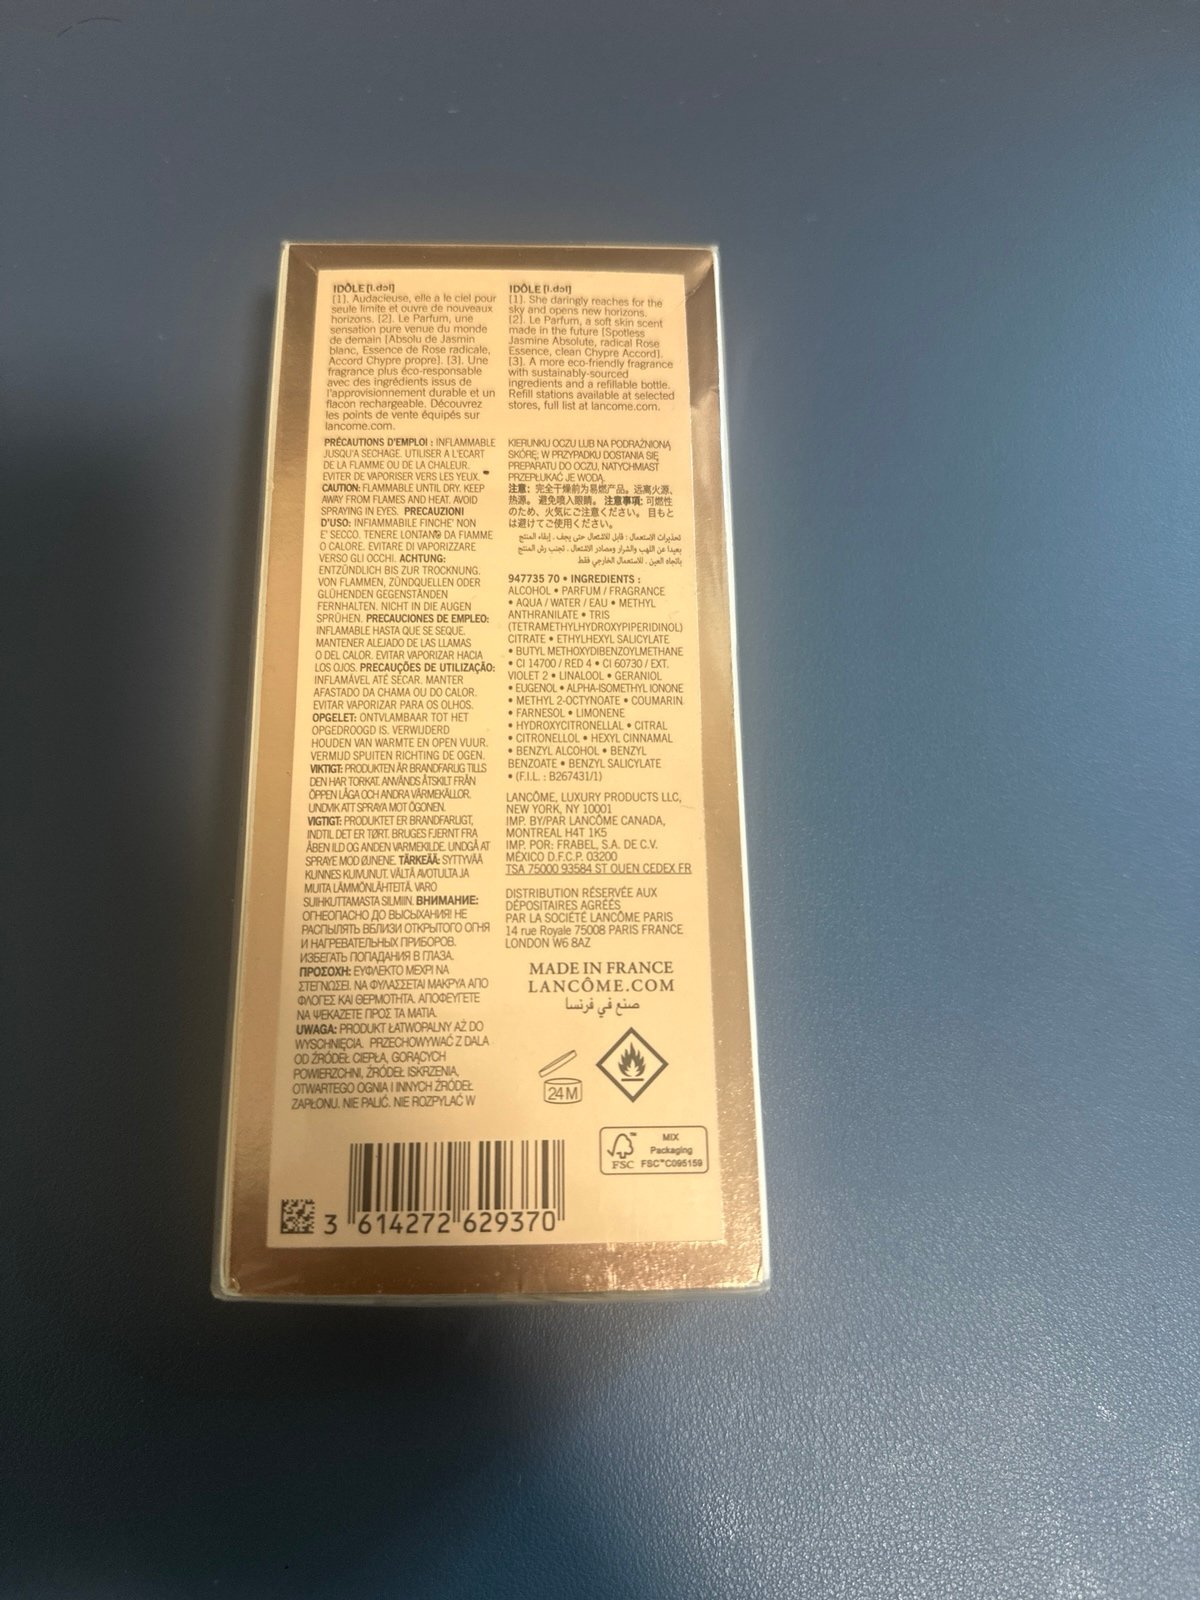 IDÔLE [i.dɔl]
[1]. Audacieuse, elle a le ciel pour
seule limite et ouvre de nouveaux
horizons. [2]. Le Parfum, une
sensation pure venue du monde
de demain [Absolu de Jasmin
blanc, Essence de Rose radicale,
Accord Chypre propre]. [3]. Une
fragrance plus éco-responsable
avec des ingrédients issus de
l'approvisionnement durable et un
flacon rechargeable. Découvrez
les points de vente équipés sur
lancome.com.
PRÉCAUTIONS D'EMPLOI : INFLAMMABLE
JUSQU'A SECHAGE. UTILISER A L'ECART
DE LA FLAMME OU DE LA CHALEUR.
EVITER DE VAPORISER VERS LES YEUX.
CAUTION: FLAMMABLE UNTIL DRY. KEEP
AWAY FROM FLAMES AND HEAT. AVOID
SPRAYING IN EYES. PRECAUZIONI
D'USO: INFIAMMABILE FINCHE' NON
E' SECCO. TENERE LONTANO DA FIAMME
O CALORE. EVITARE DI VAPORIZZARE
VERSO GLI OCCHI. ACHTUNG:
ENTZÜNDLICH BIS ZUR TROCKNUNG.
VON FLAMMEN, ZÜNDQUELLEN ODER
GLÜHENDEN GEGENSTÄNDEN
FERNHALTEN. NICHT IN DIE AUGEN
SPRÜHEN. PRECAUCIONES DE EMPLEO:
INFLAMABLE HASTA QUE SE SEQUE.
MANTENER ALEJADO DE LAS LLAMAS
O DEL CALOR. EVITAR VAPORIZAR HACIA
LOS OJOS. PRECAUÇÕES DE UTILIZAÇÃO:
INFLAMÁVEL ATÉ SECAR. MANTER
AFASTADO DA CHAMA OU DO CALOR.
EVITAR VAPORIZAR PARA OS OLHOS.
OPGELET: ONTVLAMBAAR TOT HET
OPGEDROOGD IS. VERWIJDERD
HOUDEN VAN WARMTE EN OPEN VUUR.
VERMIJD SPUITEN RICHTING DE OGEN.
VIKTIGT: PRODUKTEN ÄR BRANDFARLIG TILLS
DEN HAR TORKAT. ANVÄNDS ÅTSKILT FRÅN
ÖPPEN LÅGA OCH ANDRA VÄRMEKÄLLOR.
UNDVIK ATT SPRAYA MOT ÖGONEN.
VIGTIGT: PRODUKTET ER BRANDFARLIGT,
INDTIL DET ER TØRT. BRUGES FJERNT FRA
ÅBEN ILD OG ANDEN VARMEKILDE. UNDGÅ AT
SPRAYE MOD ØJNENE. TÄRKEÄÄ: SYTTYVÄÄ
KUNNES KUIVUNUT. VÄLTÄ AVOTULTA JA
MUITA LÄMMÖNLÄHTEITÄ. VARO
SUIHKUTTAMASTA SILMIIN. ВНИМАНИЕ:
ОГНЕОПАСНО ДО ВЫСЫХАНИЯ! НЕ
РАСПЫЛЯТЬ ВБЛИЗИ ОТКРЫТОГО ОГНЯ
И НАГРЕВАТЕЛЬНЫХ ПРИБОРОВ.
ИЗБЕГАТЬ ПОПАДАНИЯ В ГЛАЗА.
ΠΡΟΣΟΧΗ: ΕΥΦΛΕΚΤΟ ΜΕΧΡΙ ΝΑ
ΣΤΕΓΝΩΣΕΙ. ΝΑ ΦΥΛΑΣΣΕΤΑΙ ΜΑΚΡΥΑ ΑΠΟ
ΦΛΟΓΕΣ ΚΑΙ ΘΕΡΜΟΤΗΤΑ. ΑΠΟΦΕΥΓΕΤΕ
ΝΑ ΨΕΚΑΖΕΤΕ ΠΡΟΣ ΤΑ ΜΑΤΙΑ.
UWAGA: PRODUKT ŁATWOPALNY AŻ DO
WYSCHNIĘCIA. PRZECHOWYWAĆ Z DALA
OD ŹRÓDEŁ CIEPŁA, GORĄCYCH
POWIERZCHNI, ŹRÓDEŁ ISKRZENIA,
OTWARTEGO OGNIA I INNYCH ŹRÓDEŁ
ZAPŁONU. NIE PALIĆ. NIE ROZPYLAĆ W
IDÔLE [i.dɔl]
[1]. She daringly reaches for the
sky and opens new horizons.
[2]. Le Parfum, a soft skin scent
made in the future [Spotless
Jasmine Absolute, radical Rose
Essence, clean Chypre Accord].
[3]. A more eco-friendly fragrance
with sustainably-sourced
ingredients and a refillable bottle.
Refill stations available at selected
stores, full list at lancome.com.
KIERUNKU OCZU LUB NA PODRAŻNIONĄ
SKÓRĘ; W PRZYPADKU DOSTANIA SIĘ
PREPARATU DO OCZU, NATYCHMIAST
PRZEPŁUKAĆ JE WODĄ.
注意: 完全干燥前为易燃产品。远离火源、
热源。 避免喷入眼睛。 注意事項: 可燃性
のため、火気にご注意ください。 目もと
は避けてご使用ください。
تحذيرات الاستعمال : قابل للاشتعال حتى يجف . إبقاء المنتج
بعيدا عن اللهب والشرار ومصادر الاشتعال . تجنب رش المنتج
باتجاه العين . للاستعمال الخارجي فقط
947735 70 • INGREDIENTS :
ALCOHOL • PARFUM / FRAGRANCE
• AQUA / WATER / EAU • METHYL
ANTHRANILATE • TRIS
(TETRAMETHYLHYDROXYPIPERIDINOL)
CITRATE • ETHYLHEXYL SALICYLATE
• BUTYL METHOXYDIBENZOYLMETHANE
• CI 14700 / RED 4 • CI 60730 / EXT.
VIOLET 2 • LINALOOL • GERANIOL
• EUGENOL • ALPHA-ISOMETHYL IONONE
• METHYL 2-OCTYNOATE • COUMARIN
• FARNESOL • LIMONENE
• HYDROXYCITRONELLAL • CITRAL
• CITRONELLOL • HEXYL CINNAMAL
• BENZYL ALCOHOL • BENZYL
BENZOATE • BENZYL SALICYLATE
• (F.I.L. : B267431/1)
LANCÔME, LUXURY PRODUCTS LLC,
NEW YORK, NY 10001
IMP. BY/PAR LANCÔME CANADA,
MONTREAL H4T 1K5
IMP. POR: FRABEL, S.A. DE C.V.
MÉXICO D.F.C.P. 03200
TSA 75000 93584 ST OUEN CEDEX FR
DISTRIBUTION RÉSERVÉE AUX
DÉPOSITAIRES AGRÉÉS
PAR LA SOCIÉTÉ LANCÔME PARIS
14 rue Royale 75008 PARIS FRANCE
LONDON W6 8AZ
MADE IN FRANCE
LANCÔME.COM
صنع في فرنسا
24 M
FSC™
MIX
Packaging
FSC™ C095159
3 614272 629370